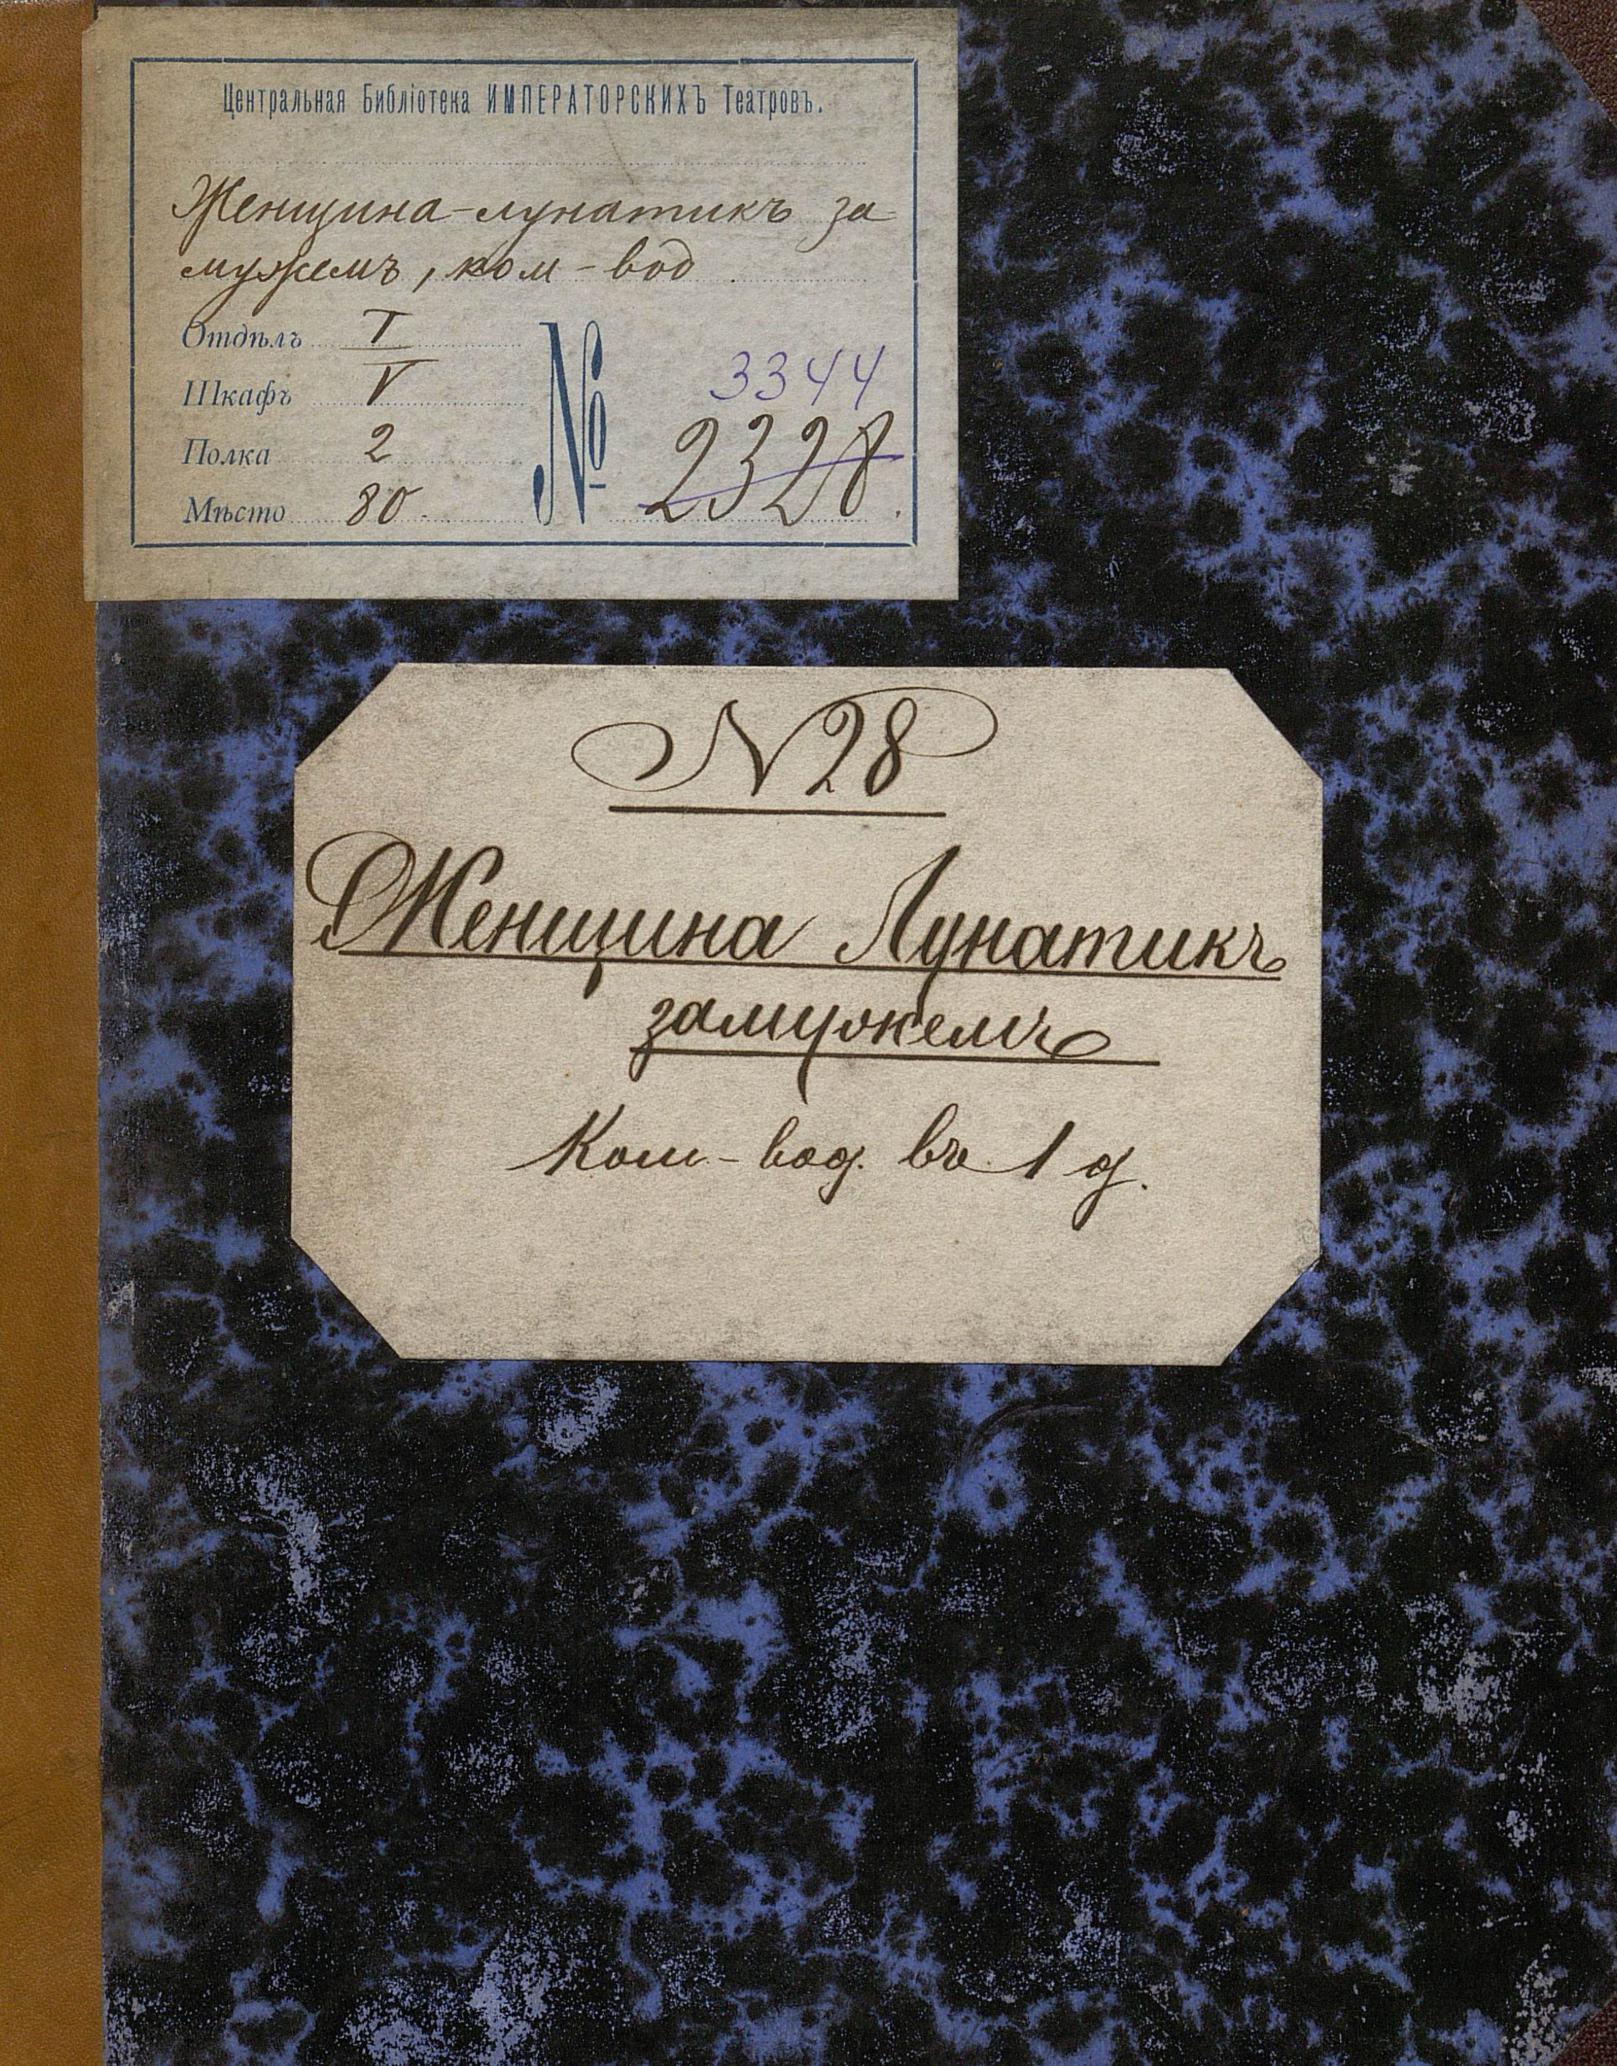 Центральная Библіотека ИМПЕРАТОРСКИХЪ Театровъ.
Женщина-лунатикъ за
мужемъ, ком-вод
Отдѣлъ I
Шкафъ V
Полка 2
Мѣсто 80.
№ 3344
2328.
N 28
Женщина Лунатикъ
замужемъ
Ком-вод. въ 1 д.